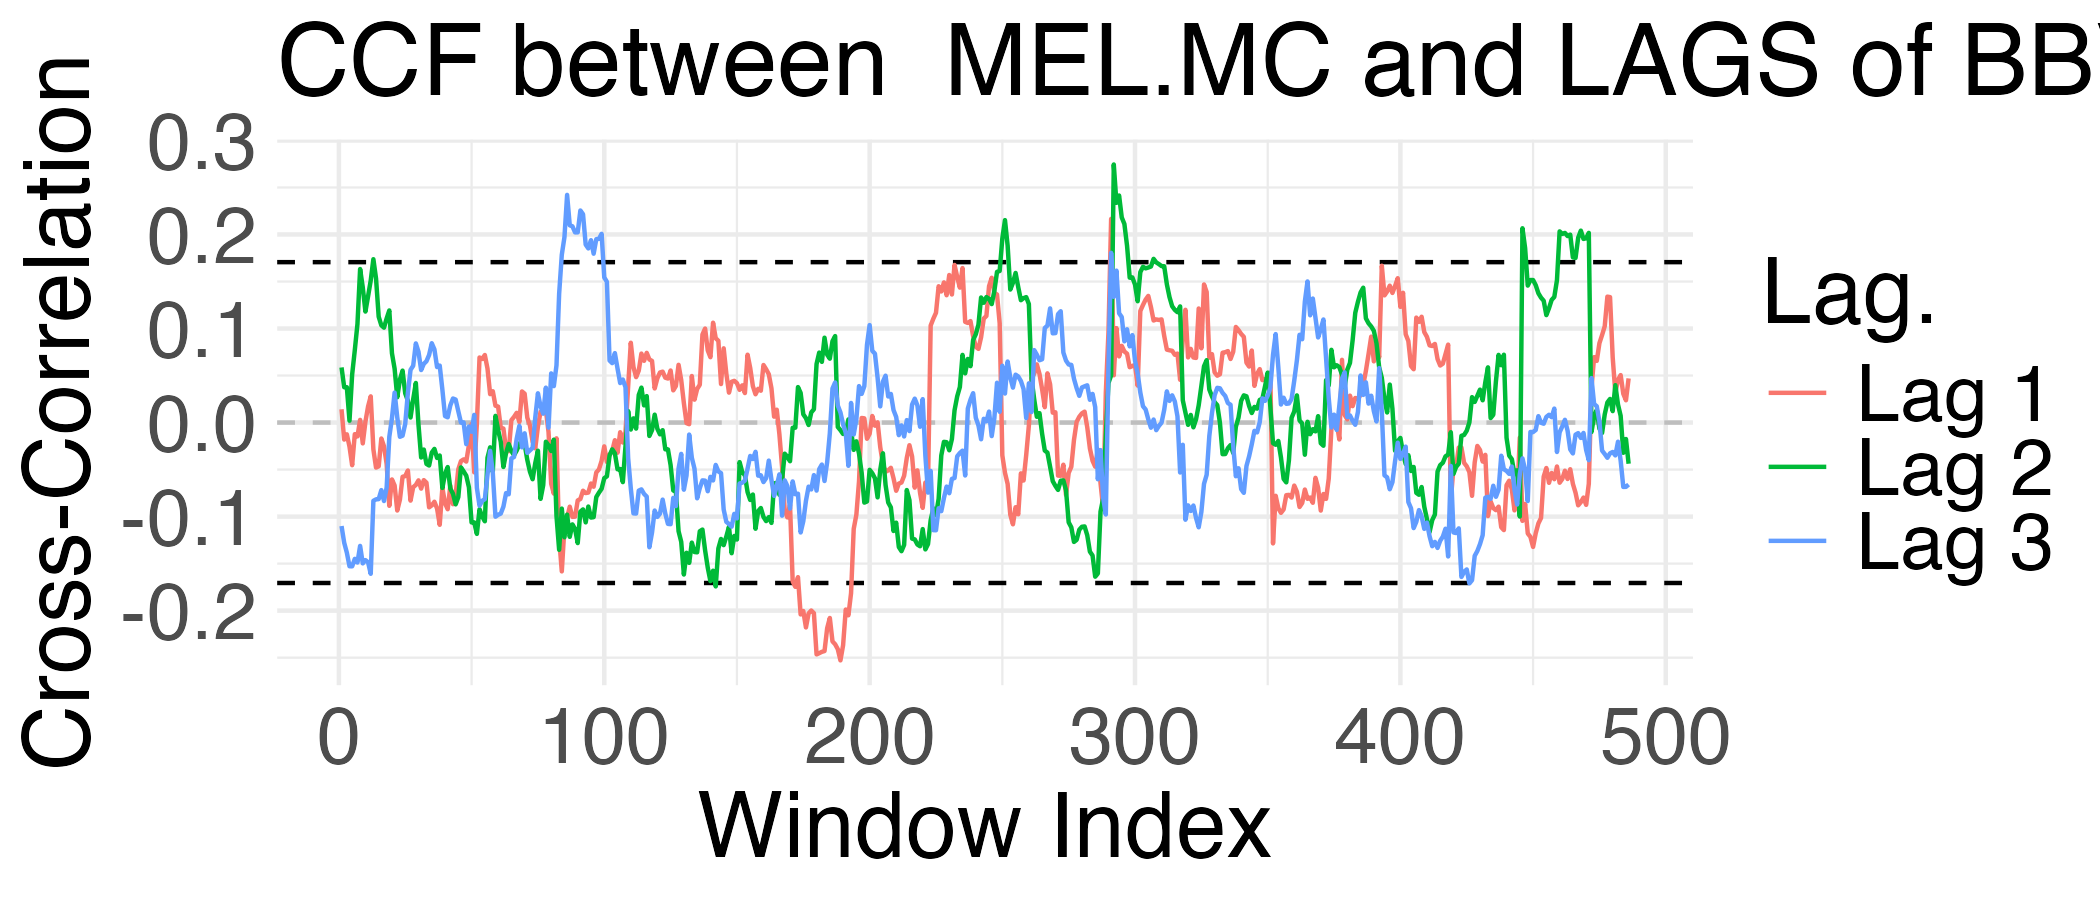 CCF between MEL.MC and LAGS of BB
Cross-Correlation
0.3
0.2
0.1
0.0
-0.1
-0.2
0
100
200
300
400
500
Window Index
Lag.
Lag 1
Lag 2
Lag 3